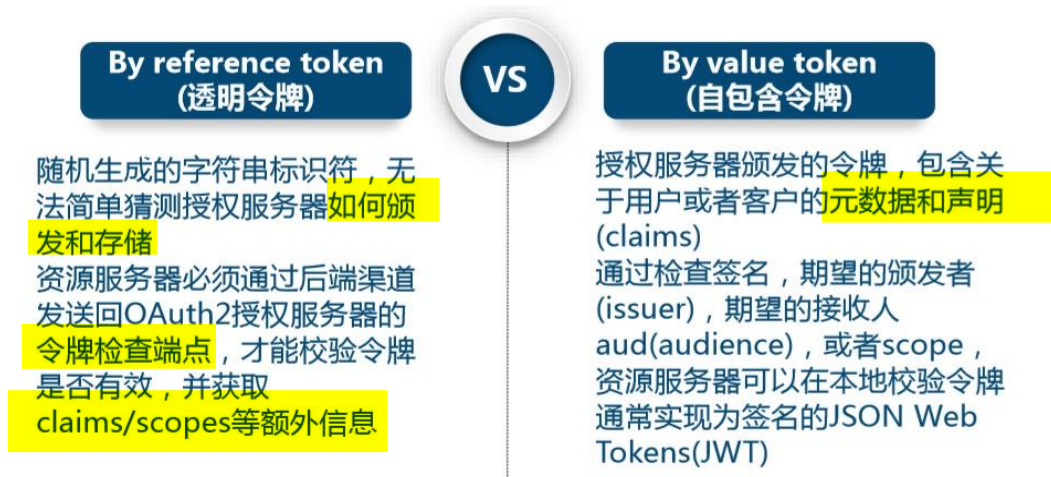 By reference token
(透明令牌)
VS
By value token
(自包含令牌)
随机生成的字符串标识符，无
法简单猜测授权服务器如何颁
发和存储
资源服务器必须通过后端渠道
发送回OAuth2授权服务器的
令牌检查端点，才能校验令牌
是否有效，并获取
claims/scopes等额外信息
授权服务器颁发的令牌，包含关
于用户或者客户的元数据和声明
(claims)
通过检查签名，期望的颁发者
(issuer)，期望的接收人
aud(audience)，或者scope，
资源服务器可以在本地校验令牌
通常实现为签名的JSON Web
Tokens(JWT)